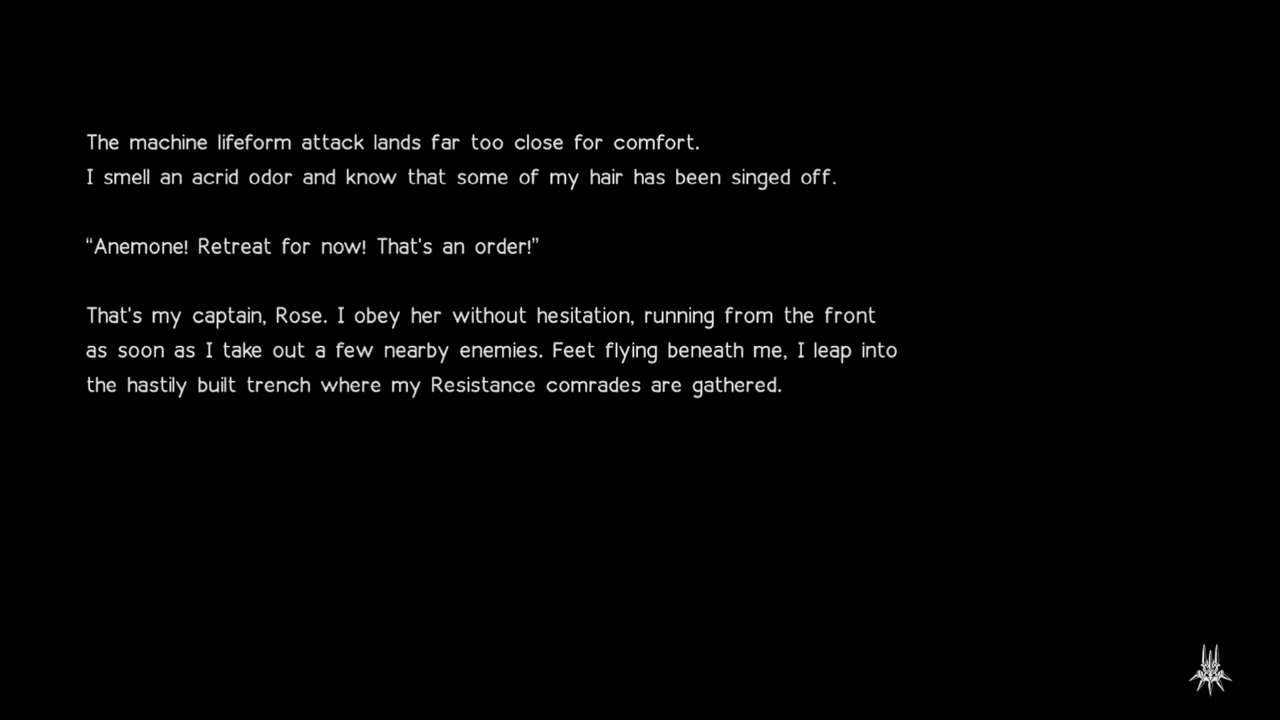 The machine lifeform attack lands far too close for comfort.
I smell an acrid odor and know that some of my hair has been singed off.
“Anemone! Retreat for now! That's an order!”
That's my captain, Rose. I obey her without hesitation, running from the front
as soon as I take out a few nearby enemies. Feet flying beneath me, I leap into
the hastily built trench where my Resistance comrades are gathered.